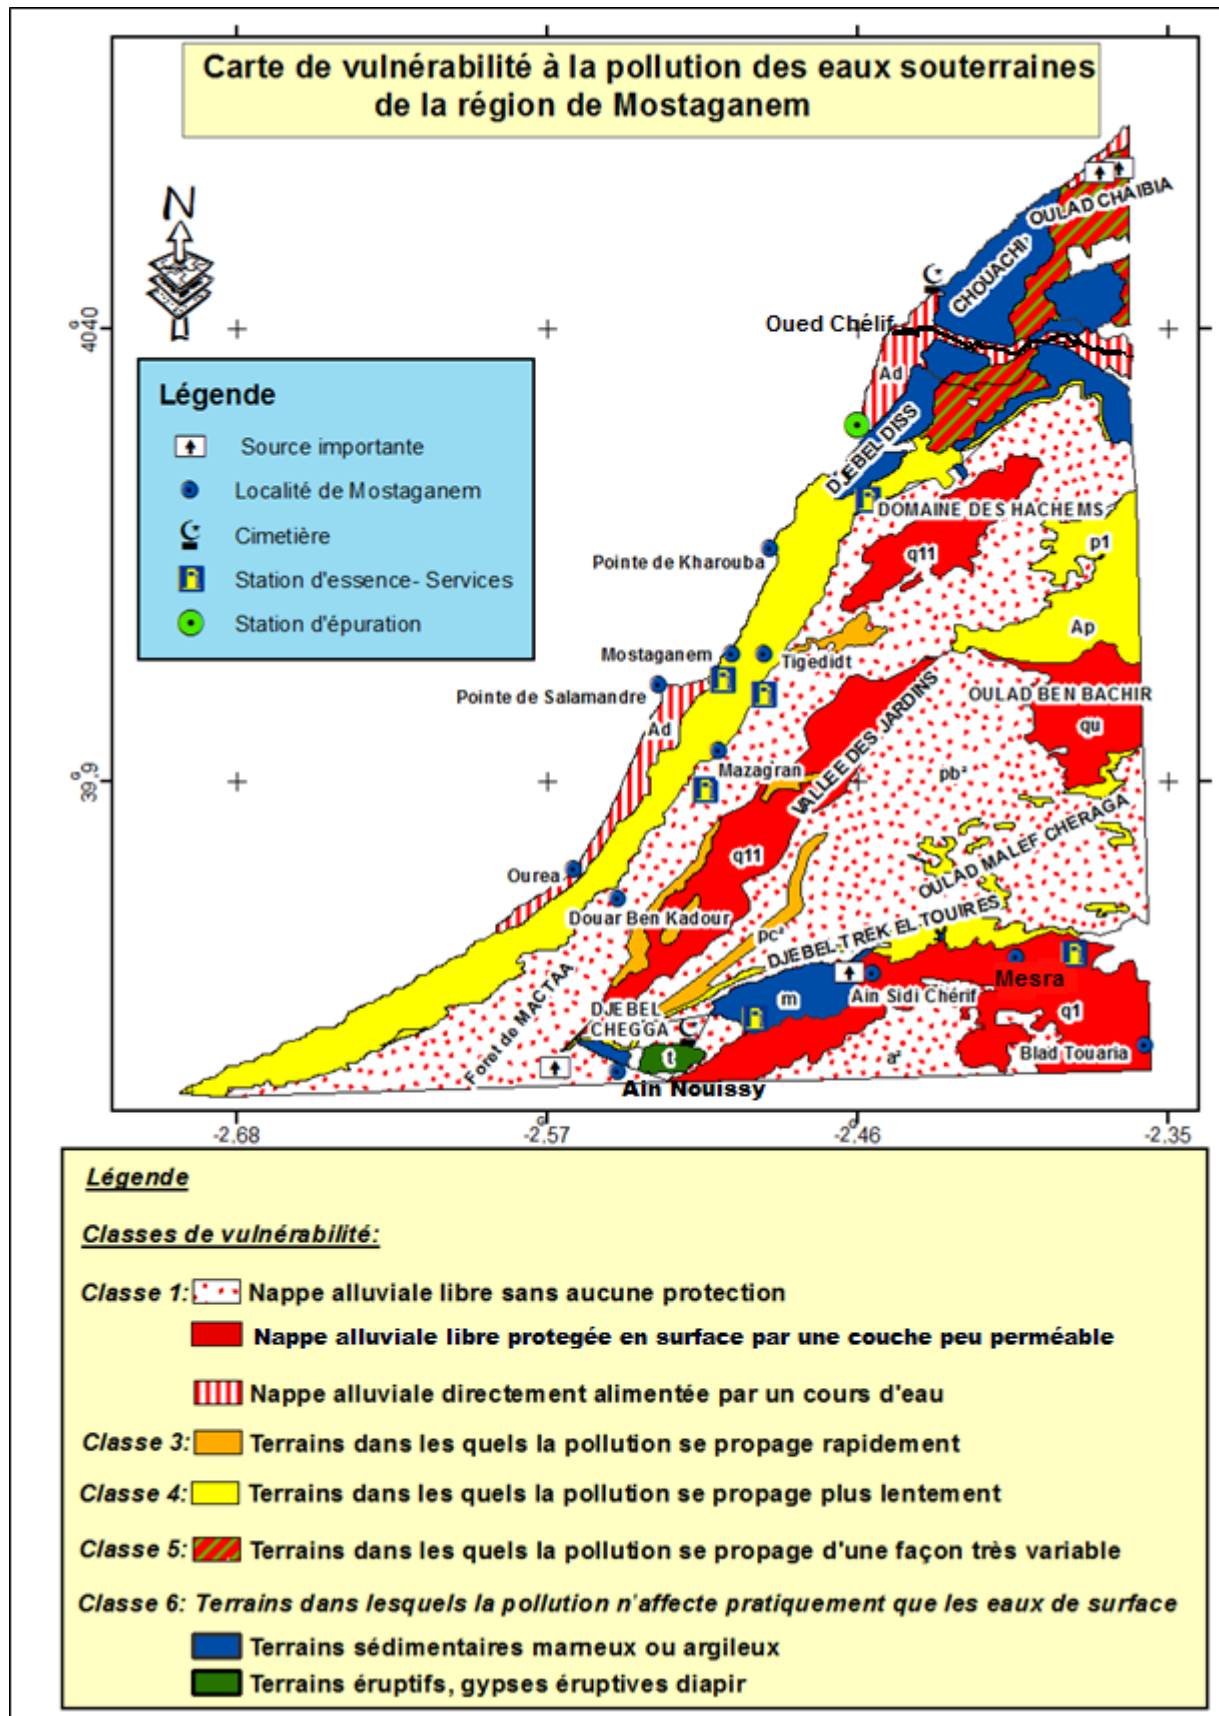 Carte de vulnérabilité à la pollution des eaux souterraines
de la région de Mostaganem
N
OULAD CHAIBIA
CHOUACHI
40,40
Oued Chélif
Légende
Source importante
Localité de Mostaganem
Cimetière
Station d'essence- Services
Station d'épuration
Ad
DJEBEL DISS
DOMAINE DES HACHEMS
q11
p1
Pointe de Kharouba
Ap
Mostaganem
Tigedidt
Pointe de Salamandre
OULAD BEN BACHIR
qu
Ad
VALLEE DES JARDINS
Mazagran
pb²
39,9
q11
OULAD MALEF CHERAGA
Ourea
Douar Ben Kadour
pc²
DJEBEL TREK EL TOUIRES
Foret de MACTAA
m
Ain Sidi Chérif
Mesra
DJEBEL
CHEGGA
q1
t
a²
Blad Touaria
Ain Nouissy
-2,68
-2,57
-2,46
-2,35
Légende
Classes de vulnérabilité:
Classe 1: Nappe alluviale libre sans aucune protection
Nappe alluviale libre protegée en surface par une couche peu perméable
Nappe alluviale directement alimentée par un cours d'eau
Classe 3: Terrains dans les quels la pollution se propage rapidement
Classe 4: Terrains dans les quels la pollution se propage plus lentement
Classe 5: Terrains dans les quels la pollution se propage d'une façon très variable
Classe 6: Terrains dans lesquels la pollution n'affecte pratiquement que les eaux de surface
Terrains sédimentaires marneux ou argileux
Terrains éruptifs, gypses éruptives diapir